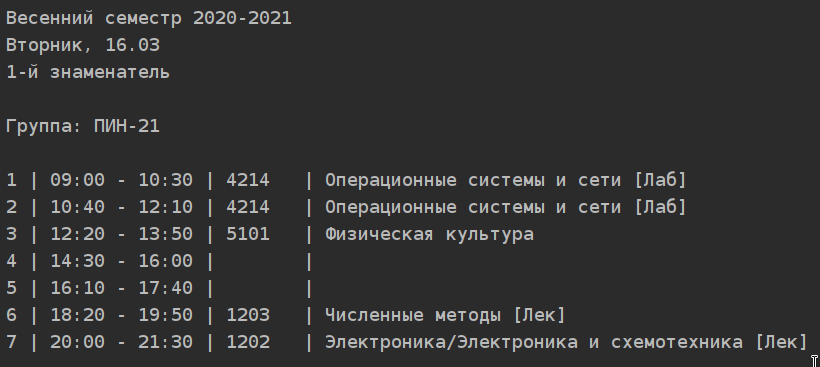 Весенний семестр 2020-2021
Вторник, 16.03
1-й знаменатель

Группа: ПИН-21

1 | 09:00 - 10:30 | 4214   | Операционные системы и сети [Лаб]
2 | 10:40 - 12:10 | 4214   | Операционные системы и сети [Лаб]
3 | 12:20 - 13:50 | 5101   | Физическая культура
4 | 14:30 - 16:00 |        |
5 | 16:10 - 17:40 |        |
6 | 18:20 - 19:50 | 1203   | Численные методы [Лек]
7 | 20:00 - 21:30 | 1202   | Электроника/Электроника и схемотехника [Лек]